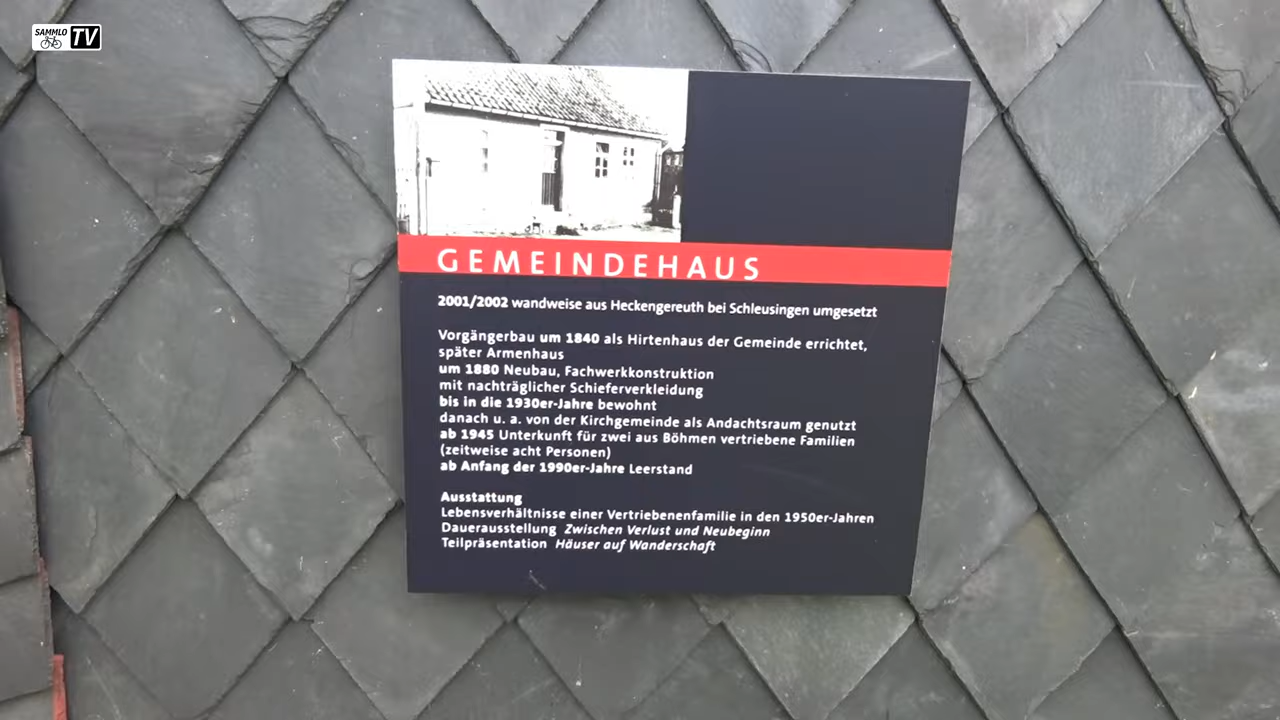 SAMMLO
TV
GEMEINDEHAUS
2001/2002 wandweise aus Heckengereuth bei Schleusingen umgesetzt
Vorgängerbau um 1840 als Hirtenhaus der Gemeinde errichtet,
später Armenhaus
um 1880 Neubau, Fachwerkkonstruktion
mit nachträglicher Schieferverkleidung
bis in die 1930er-Jahre bewohnt
danach u. a. von der Kirchgemeinde als Andachtsraum genutzt
ab 1945 Unterkunft für zwei aus Böhmen vertriebene Familien
(zeitweise acht Personen)
ab Anfang der 1990er-Jahre Leerstand
Ausstattung
Lebensverhältnisse einer Vertriebenenfamilie in den 1950er-Jahren
Dauerausstellung Zwischen Verlust und Neubeginn
Teilpräsentation Häuser auf Wanderschaft